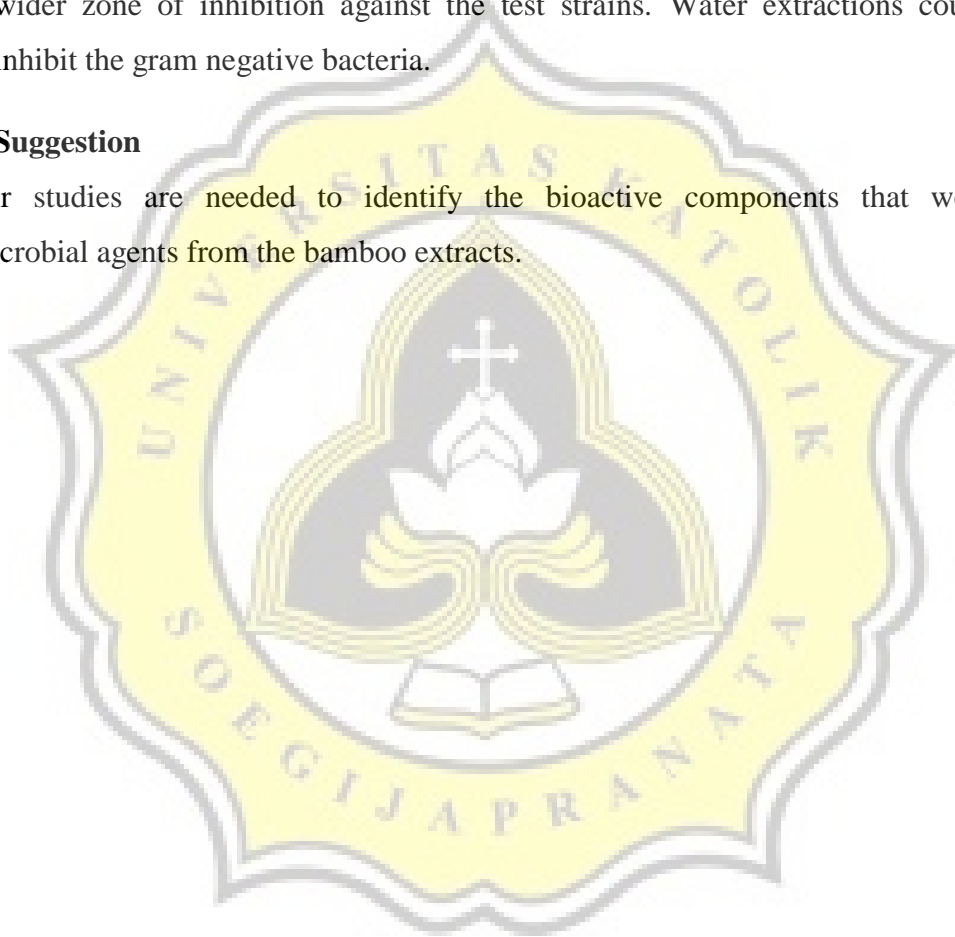 wider zone of inhibition against the test strains. Water extractions cou
inhibit the gram negative bacteria.
Suggestion
r studies are needed to identify the bioactive components that w
crobial agents from the bamboo extracts.
UNIVERSITAS KATOLIK
SOEGIJAPRANATA